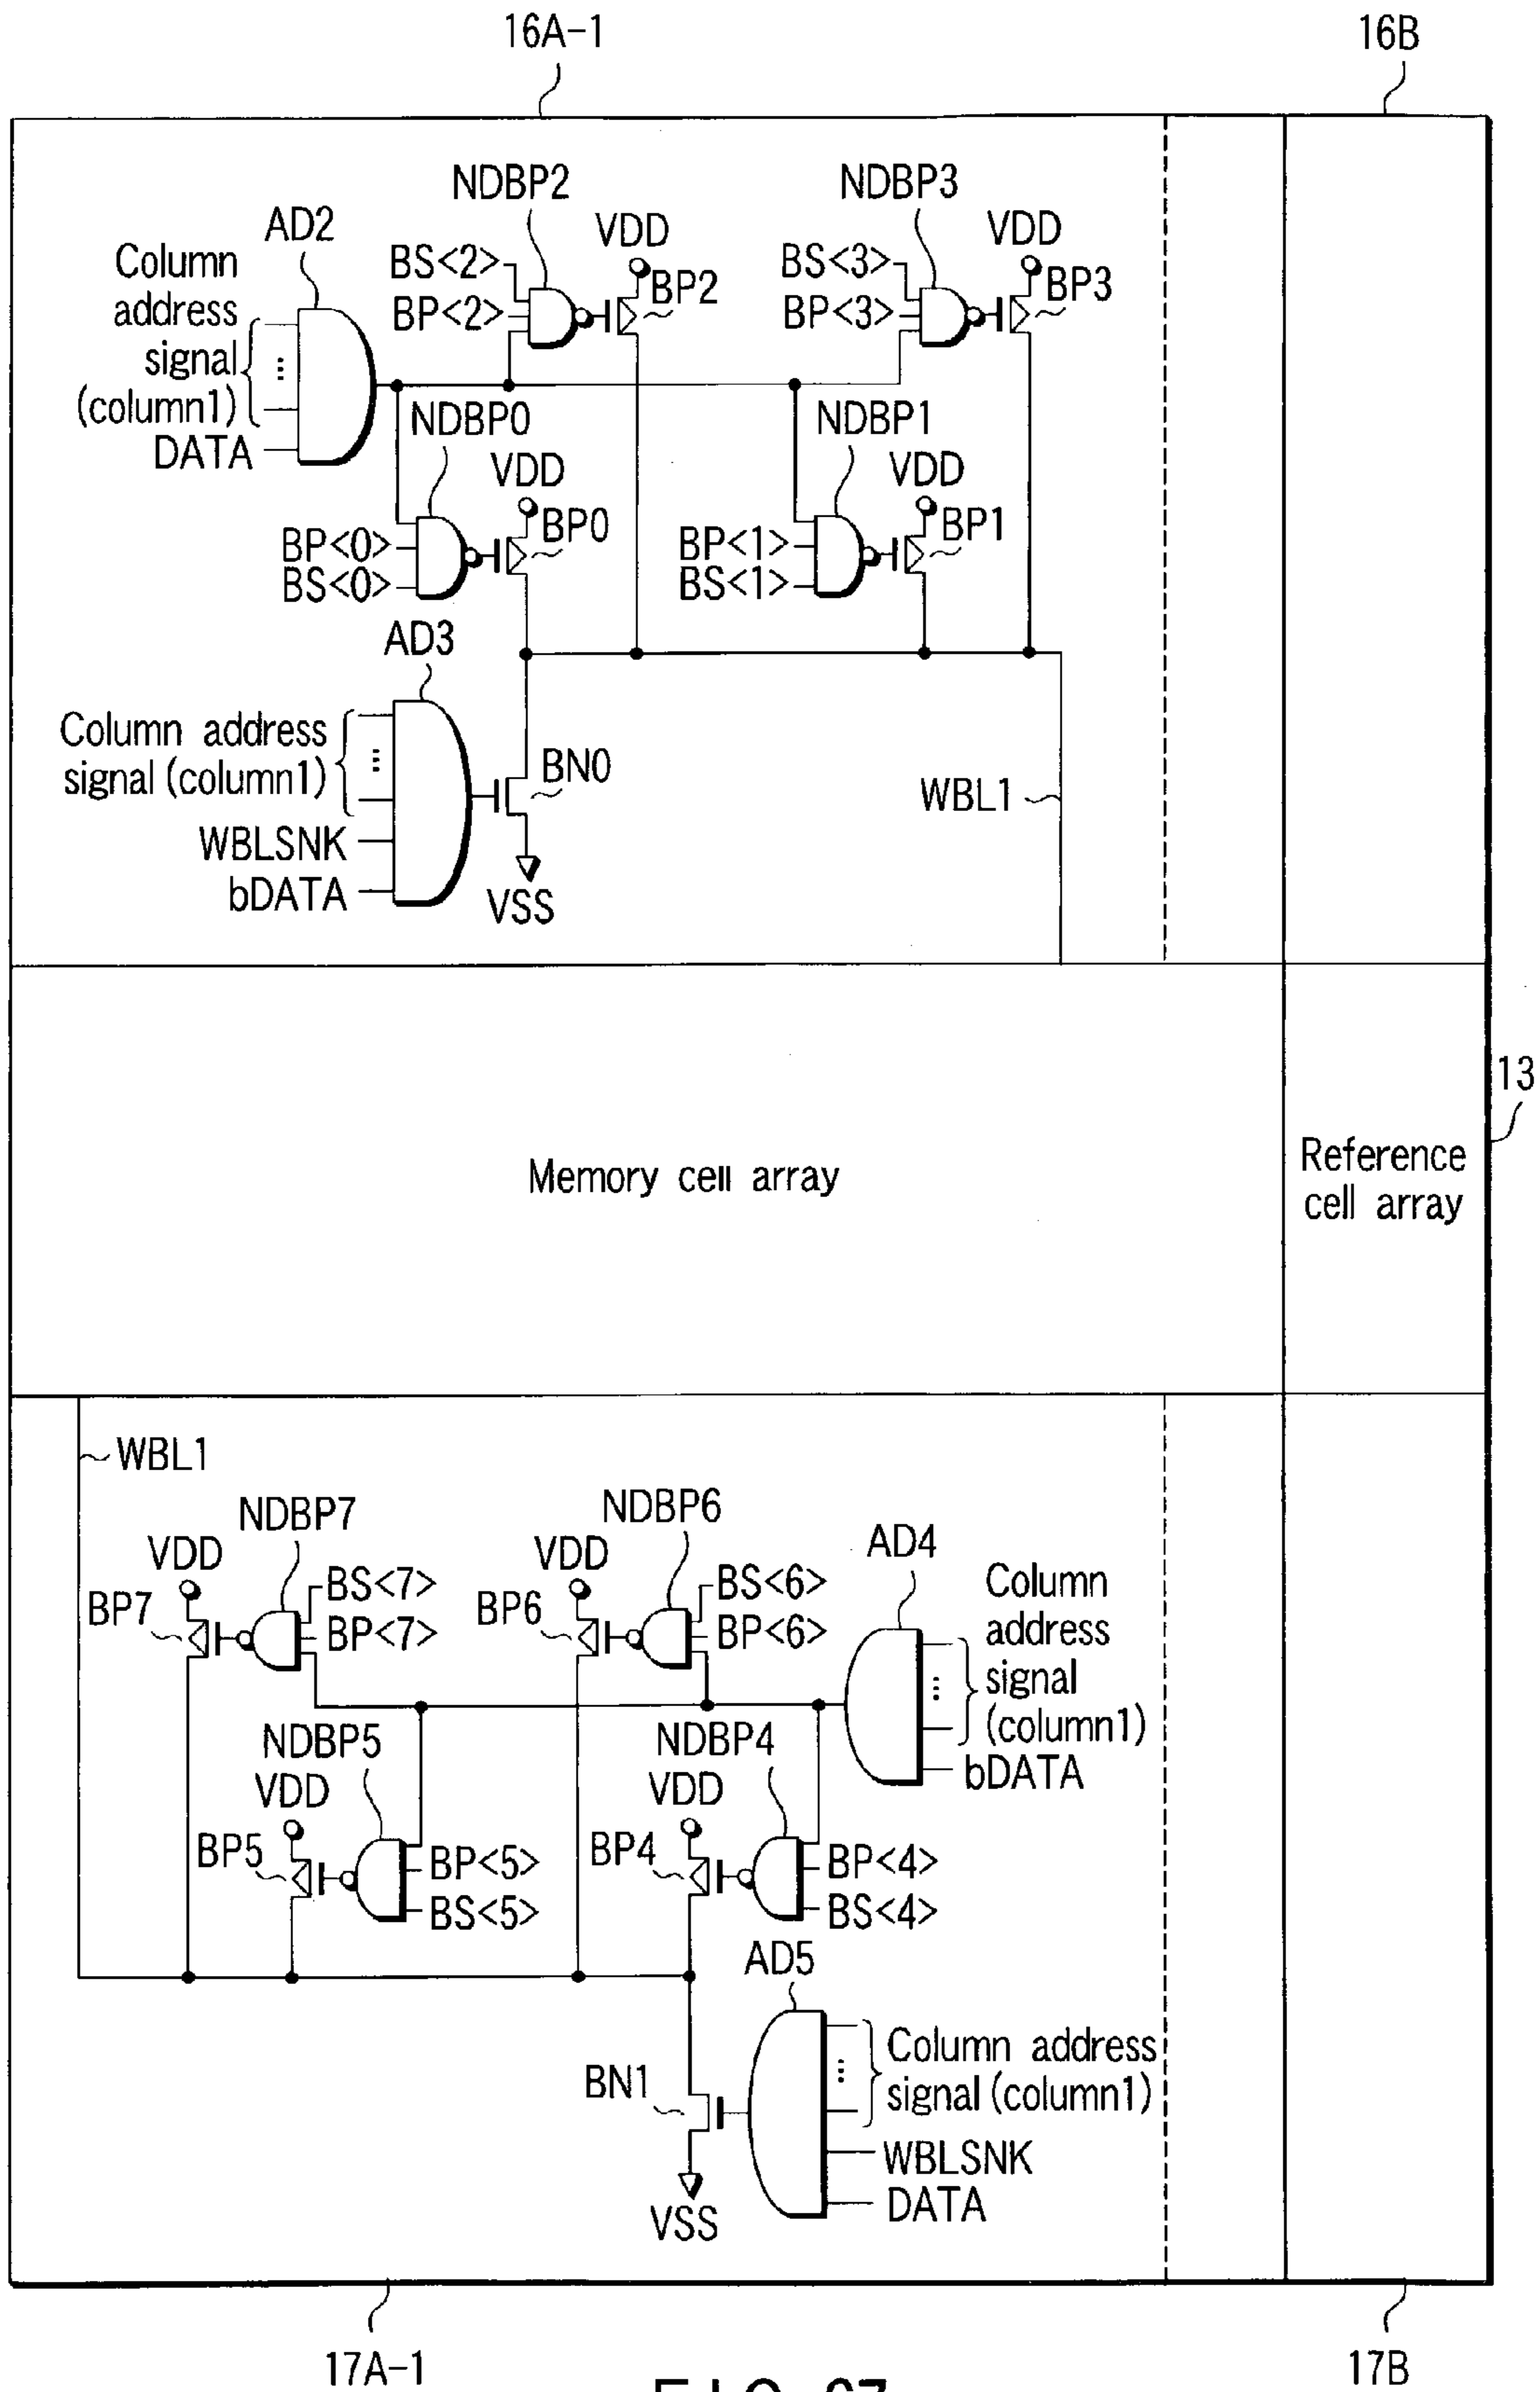 16A-1
16B
NDBP2
NDBP3
AD2
VDD
VDD
Column
address
signal
(column1)
DATA
BS<2>
BP<2>
BP2
BS<3>
BP<3>
BP3
NDBP0
NDBP1
VDD
VDD
BP<0>
BS<0>
BP0
BP<1>
BS<1>
BP1
AD3
Column address
signal (column1)
BN0
WBL1
WBLSNK
bDATA
VSS
13
Memory cell array
Reference
cell array
WBL1
NDBP7
NDBP6
AD4
VDD
VDD
BP7
BS<7>
BP<7>
BP6
BS<6>
BP<6>
Column
address
signal
(column1)
bDATA
NDBP5
NDBP4
VDD
VDD
BP5
BP<5>
BS<5>
BP4
BP<4>
BS<4>
AD5
BN1
Column address
signal (column1)
WBLSNK
DATA
VSS
17A-1
17B